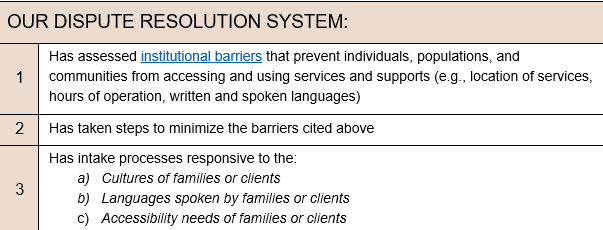 OUR DISPUTE RESOLUTION SYSTEM:
1
Has assessed institutional barriers that prevent individuals, populations, and
communities from accessing and using services and supports (e.g., location of services,
hours of operation, written and spoken languages)
2
Has taken steps to minimize the barriers cited above
3
Has intake processes responsive to the:
a) Cultures of families or clients
b) Languages spoken by families or clients
c) Accessibility needs of families or clients